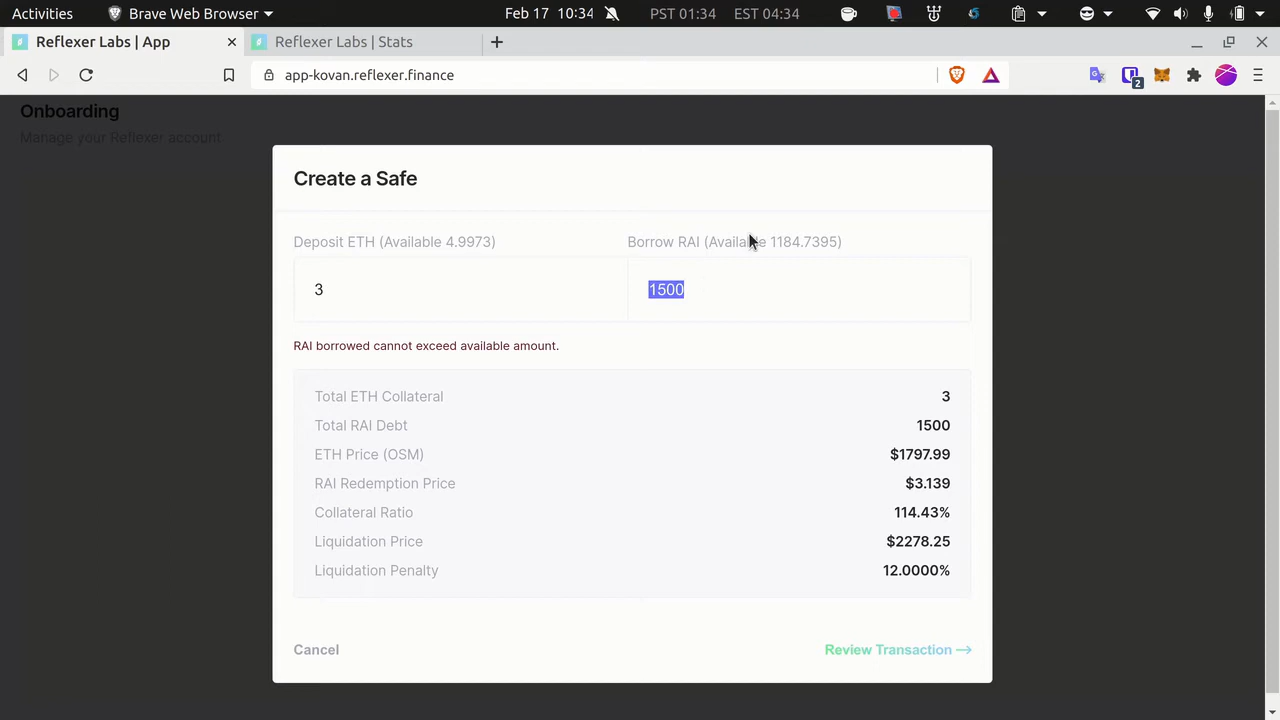 Activities Brave Web Browser Feb 17 10:34 PST 01:34 EST 04:34
Reflexer Labs | App Reflexer Labs | Stats
app-kovan.reflexer.finance 2
Onboarding
Manage your Reflexer account
Create a Safe
Deposit ETH (Available 4.9973) Borrow RAI (Available 1184.7395)
3 1500
RAI borrowed cannot exceed available amount.
Total ETH Collateral 3
Total RAI Debt 1500
ETH Price (OSM) $1797.99
RAI Redemption Price $3.139
Collateral Ratio 114.43%
Liquidation Price $2278.25
Liquidation Penalty 12.0000%
Cancel Review Transaction →